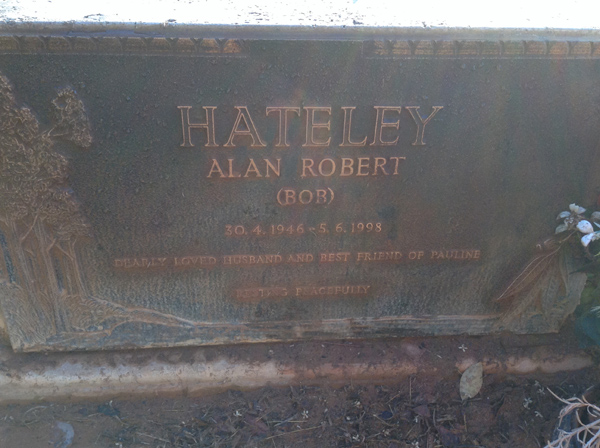 HATELEY
ALAN ROBERT
(BOB)
30.4.1946-5.6.1998
DEARLY LOVED HUSBAND AND BEST FRIEND OF PAULINE
RESTING PEACEFULLY